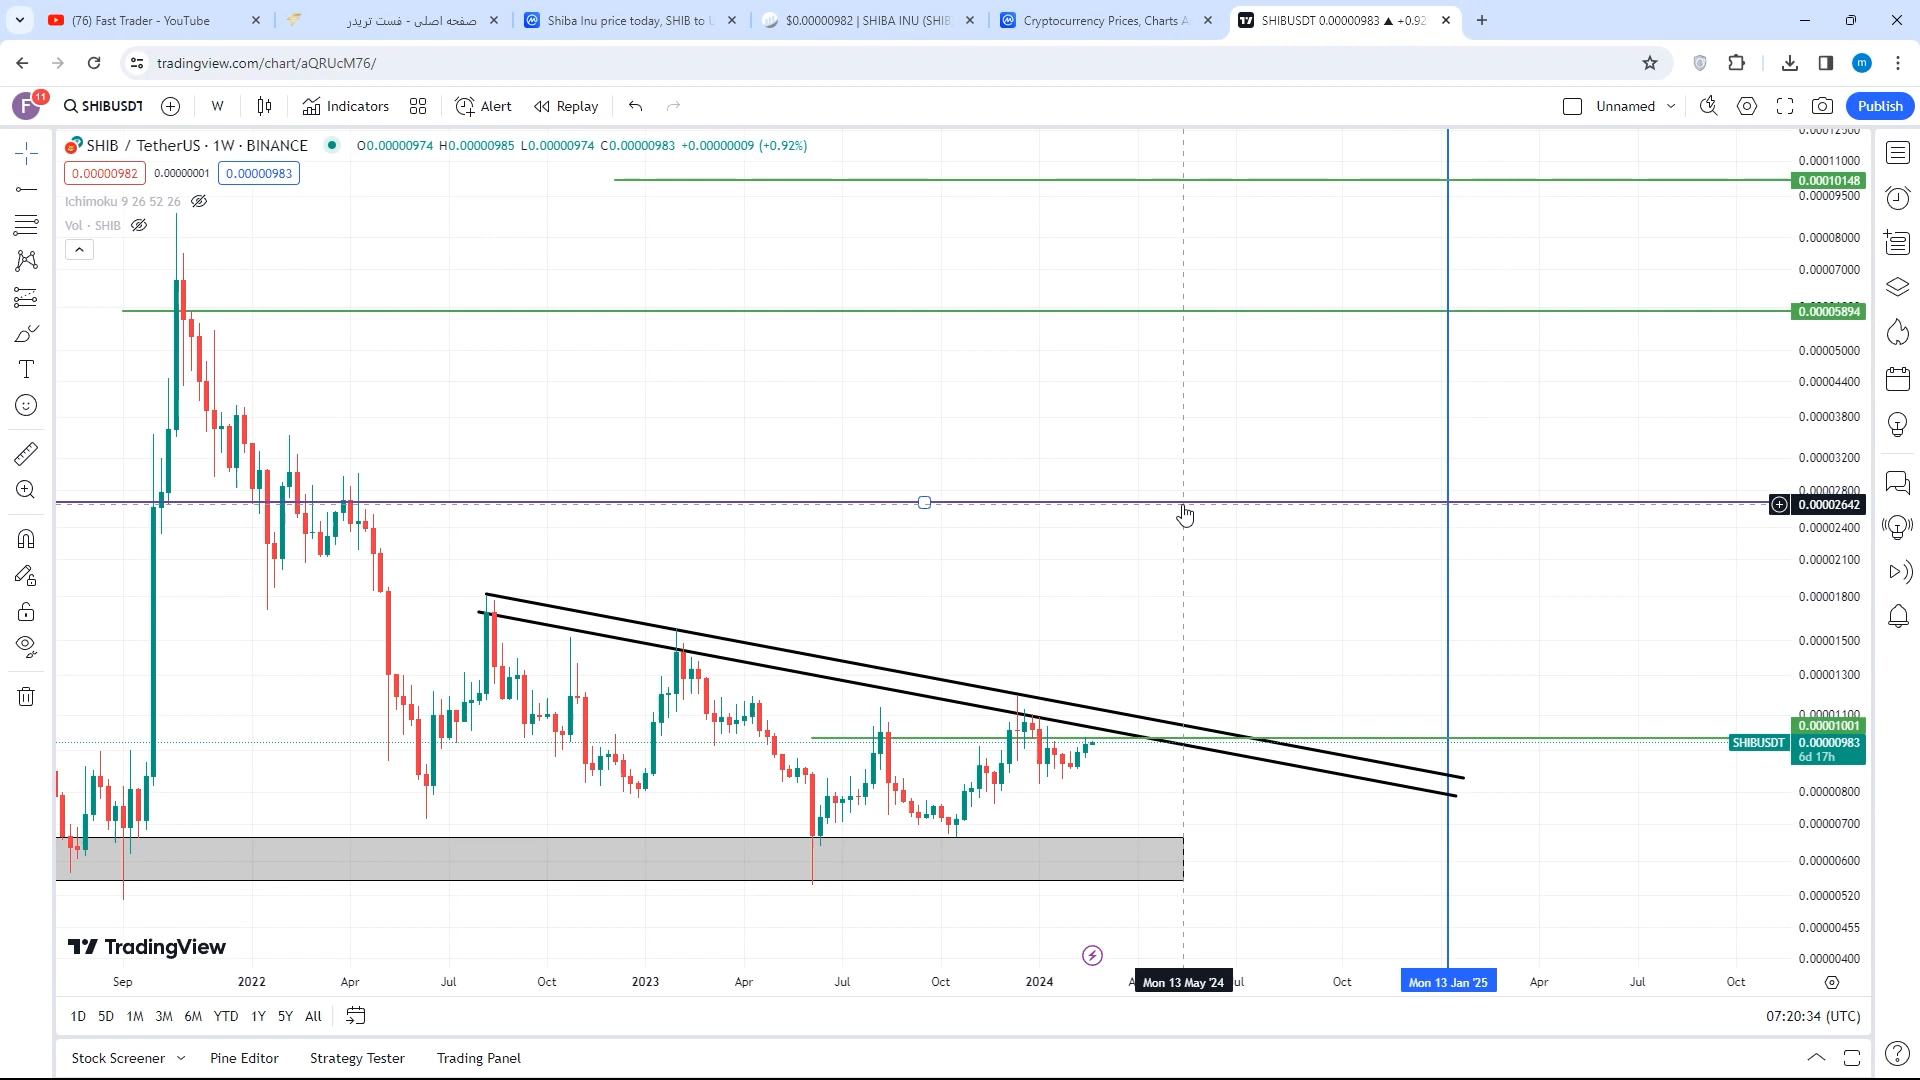 (76) Fast Trader - YouTube
صفحه اصلی - فست تریدر
Shiba Inu price today, SHIB to U
$0.00000982 | SHIBA INU (SHIB
Cryptocurrency Prices, Charts A
SHIBUSDT 0.00000983 ▲ +0.92
tradingview.com/chart/aQRUcM76/
m
F 11
SHIBUSDT
W
Indicators
Alert
Replay
Unnamed
Publish
SHIB / TetherUS · 1W · BINANCE
O0.00000974 H0.00000985 L0.00000974 C0.00000983 +0.00000009 (+0.92%)
0.00000982 0.00000001 0.00000983
Ichimoku 9 26 52 26
Vol · SHIB
0.00012500
0.00011000
0.00010148
0.00009500
0.00008000
0.00007000
0.00005894
0.00005000
0.00004400
0.00003800
0.00003200
0.00002800
0.00002642
0.00002400
0.00002100
0.00001800
0.00001500
0.00001300
0.00001100
0.00001001
SHIBUSDT 0.00000983
6d 17h
0.00000800
0.00000700
0.00000600
0.00000520
0.00000455
0.00000400
TradingView
Sep 2022 Apr Jul Oct 2023 Apr Jul Oct 2024 A Mon 13 May '24 ul Oct Mon 13 Jan '25 Apr Jul Oct
1D 5D 1M 3M 6M YTD 1Y 5Y All
07:20:34 (UTC)
Stock Screener Pine Editor Strategy Tester Trading Panel